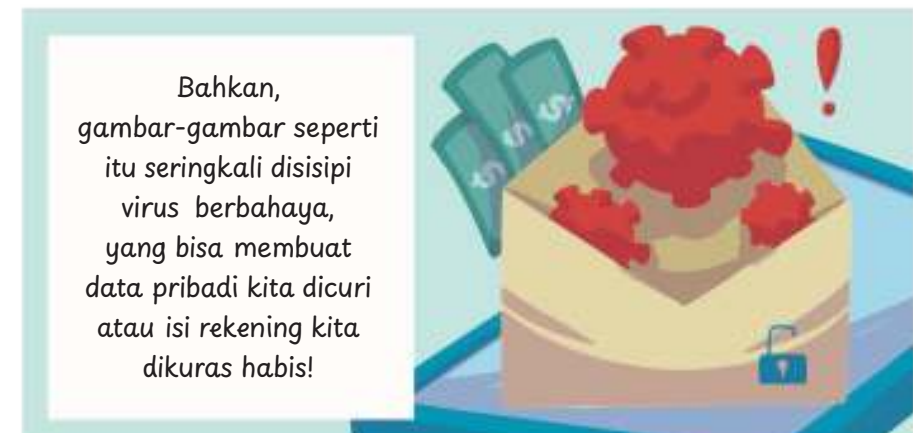 Bahkan,
gambar-gambar seperti
itu seringkali disisipi
virus berbahaya,
yang bisa membuat
data pribadi kita dicuri
atau isi rekening kita
dikuras habis!
$ $ $
!